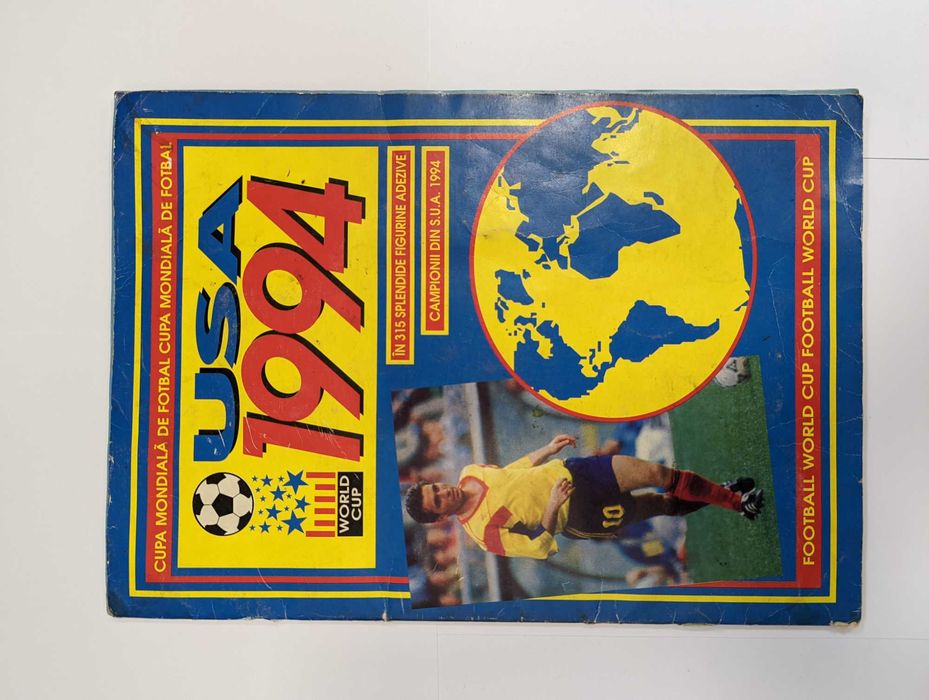 CUPA MONDIALĂ DE FOTBAL CUPA MONDIALĂ DE FOTBAL
USA
1994
WORLD
CUP
ÎN 315 SPLENDIDE FIGURINE ADEZIVE
CAMPIONII DIN S.U.A. 1994
10
FOOTBALL WORLD CUP FOOTBALL WORLD CUP